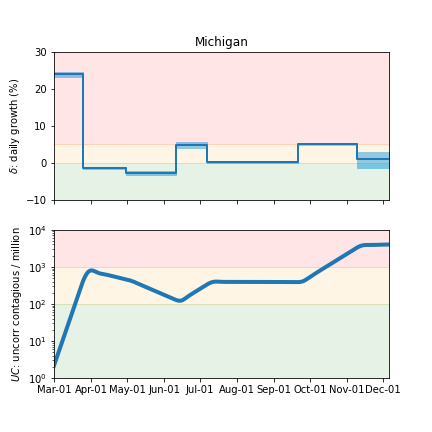 Michigan
δ: daily growth (%)
30
20
10
0
−10
UC: uncorr contagious / million
10⁴
10³
10²
10¹
10⁰
Mar-01 Apr-01 May-01 Jun-01 Jul-01 Aug-01 Sep-01 Oct-01 Nov-01 Dec-01